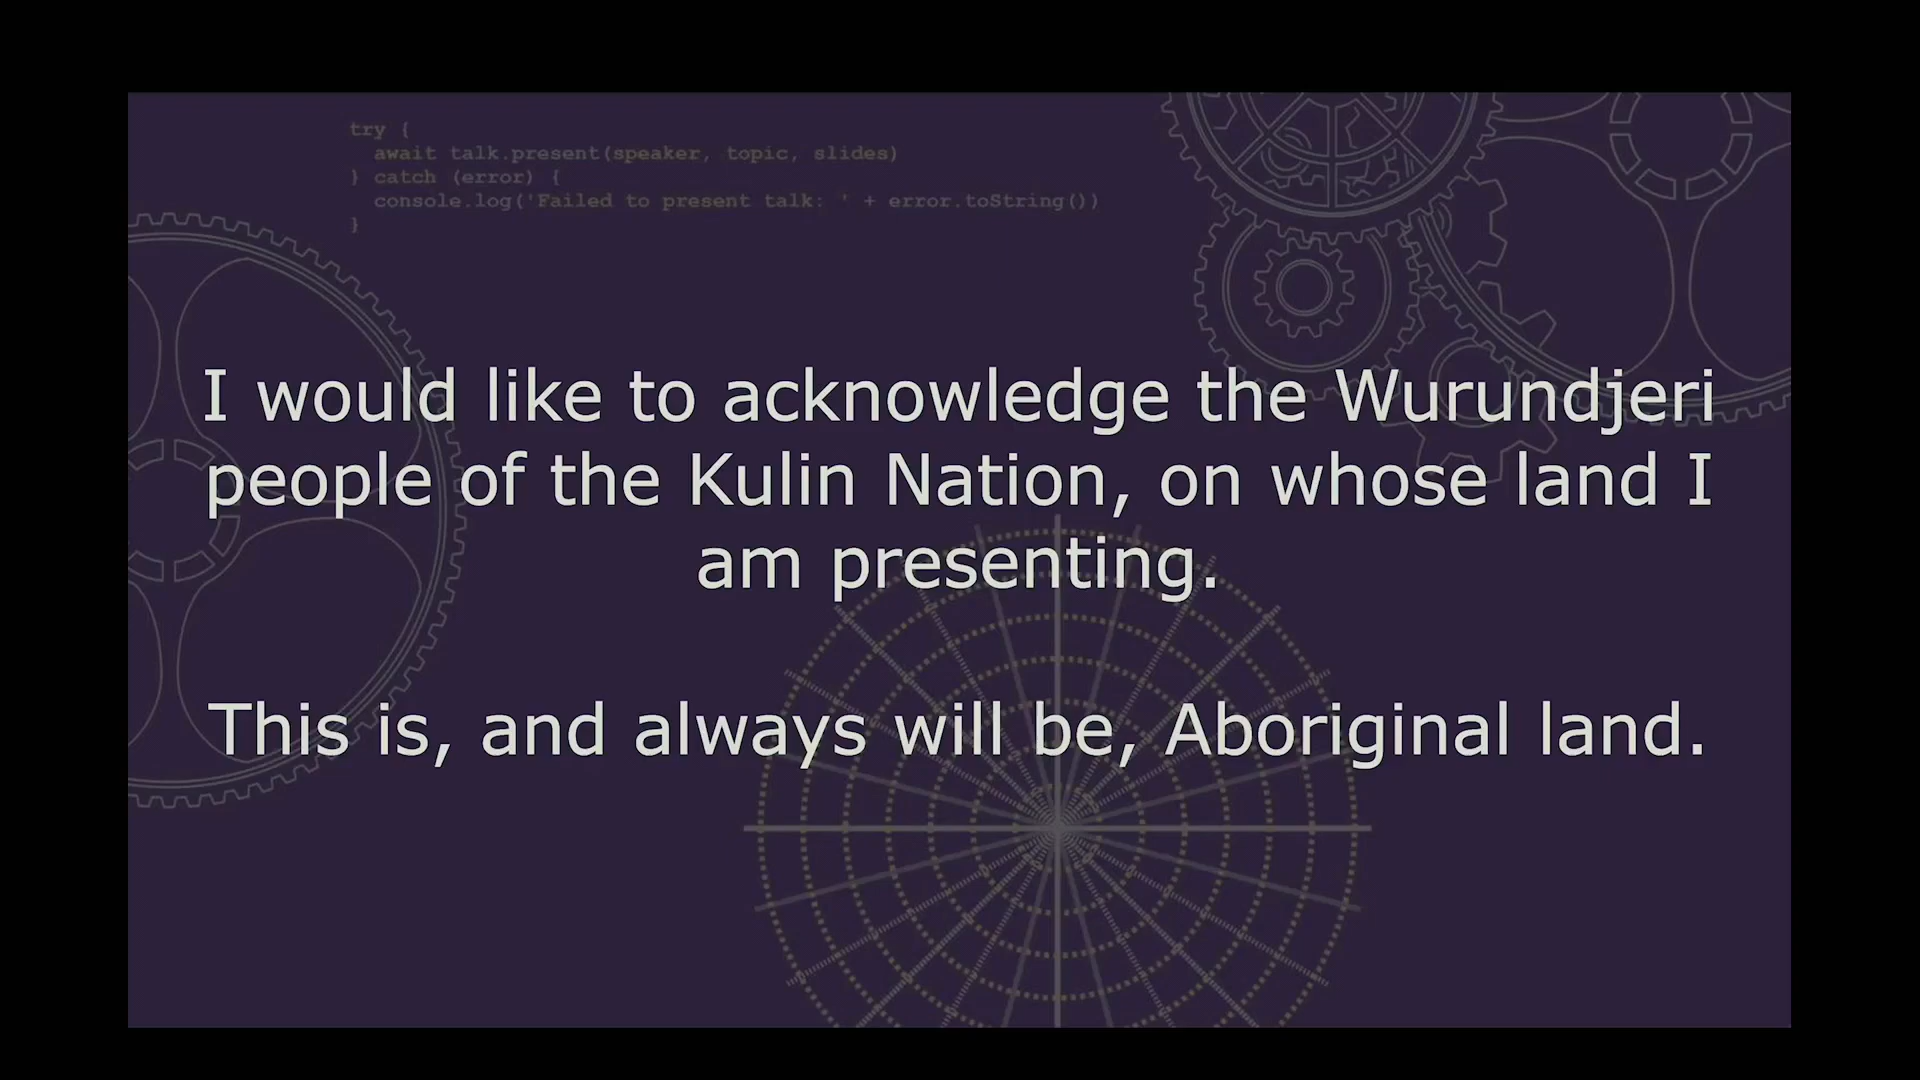 try {
  await talk.present(speaker, topic, slides)
} catch (error) {
  console.log('Failed to present talk: ' + error.toString())
}
I would like to acknowledge the Wurundjeri
people of the Kulin Nation, on whose land I
am presenting.
This is, and always will be, Aboriginal land.